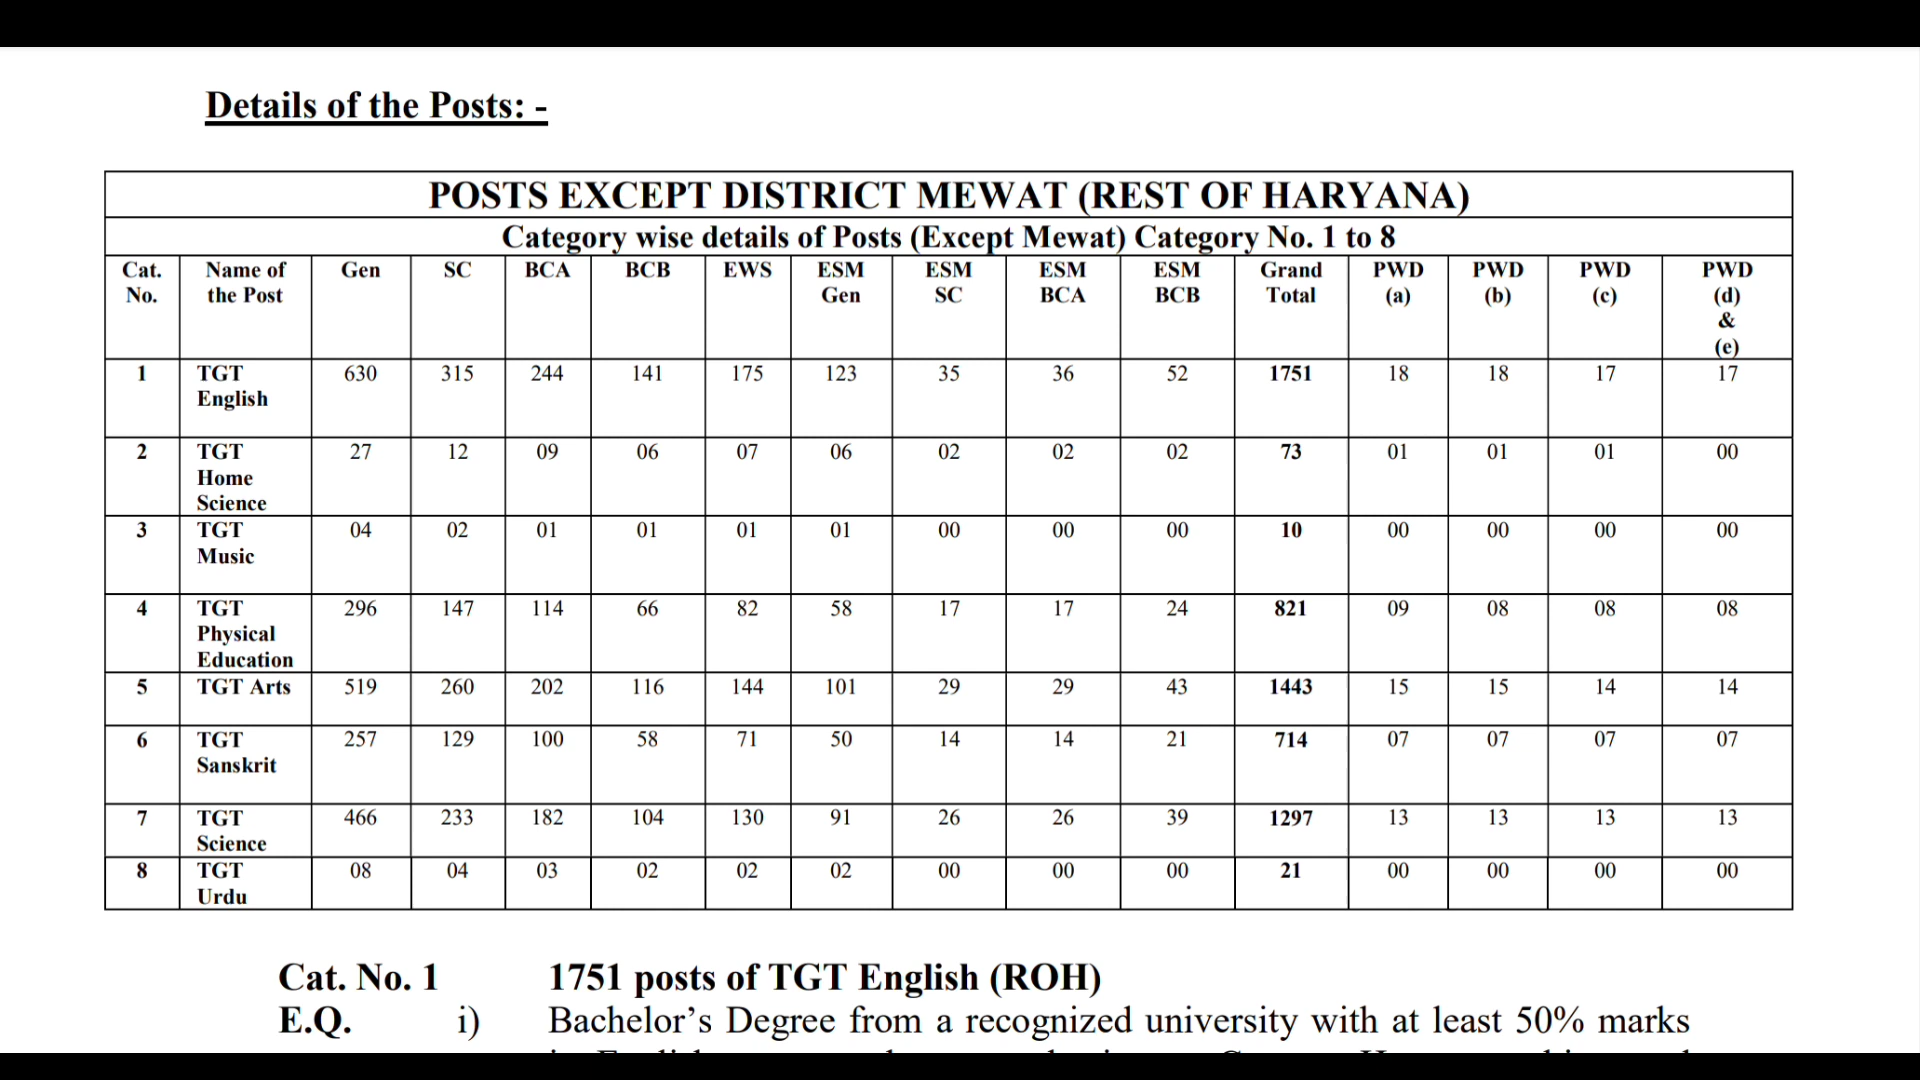 Details of the Posts: -
POSTS EXCEPT DISTRICT MEWAT (REST OF HARYANA)
Category wise details of Posts (Except Mewat) Category No. 1 to 8
Cat. No. Name of the Post Gen SC BCA BCB EWS ESM Gen ESM SC ESM BCA ESM BCB Grand Total PWD (a) PWD (b) PWD (c) PWD (d) & (e)
1 TGT English 630 315 244 141 175 123 35 36 52 1751 18 18 17 17
2 TGT Home Science 27 12 09 06 07 06 02 02 02 73 01 01 01 00
3 TGT Music 04 02 01 01 01 01 00 00 00 10 00 00 00 00
4 TGT Physical Education 296 147 114 66 82 58 17 17 24 821 09 08 08 08
5 TGT Arts 519 260 202 116 144 101 29 29 43 1443 15 15 14 14
6 TGT Sanskrit 257 129 100 58 71 50 14 14 21 714 07 07 07 07
7 TGT Science 466 233 182 104 130 91 26 26 39 1297 13 13 13 13
8 TGT Urdu 08 04 03 02 02 02 00 00 00 21 00 00 00 00
Cat. No. 1 1751 posts of TGT English (ROH)
E.Q. i) Bachelor’s Degree from a recognized university with at least 50% marks